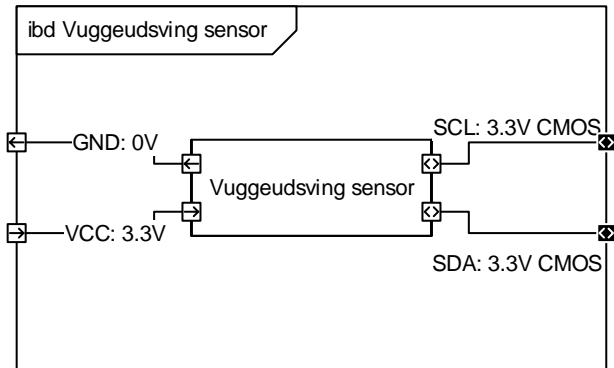 ibd Vuggeudsving sensor
GND: 0V
SCL: 3.3V CMOS
Vuggeudsving sensor
VCC: 3.3V
SDA: 3.3V CMOS